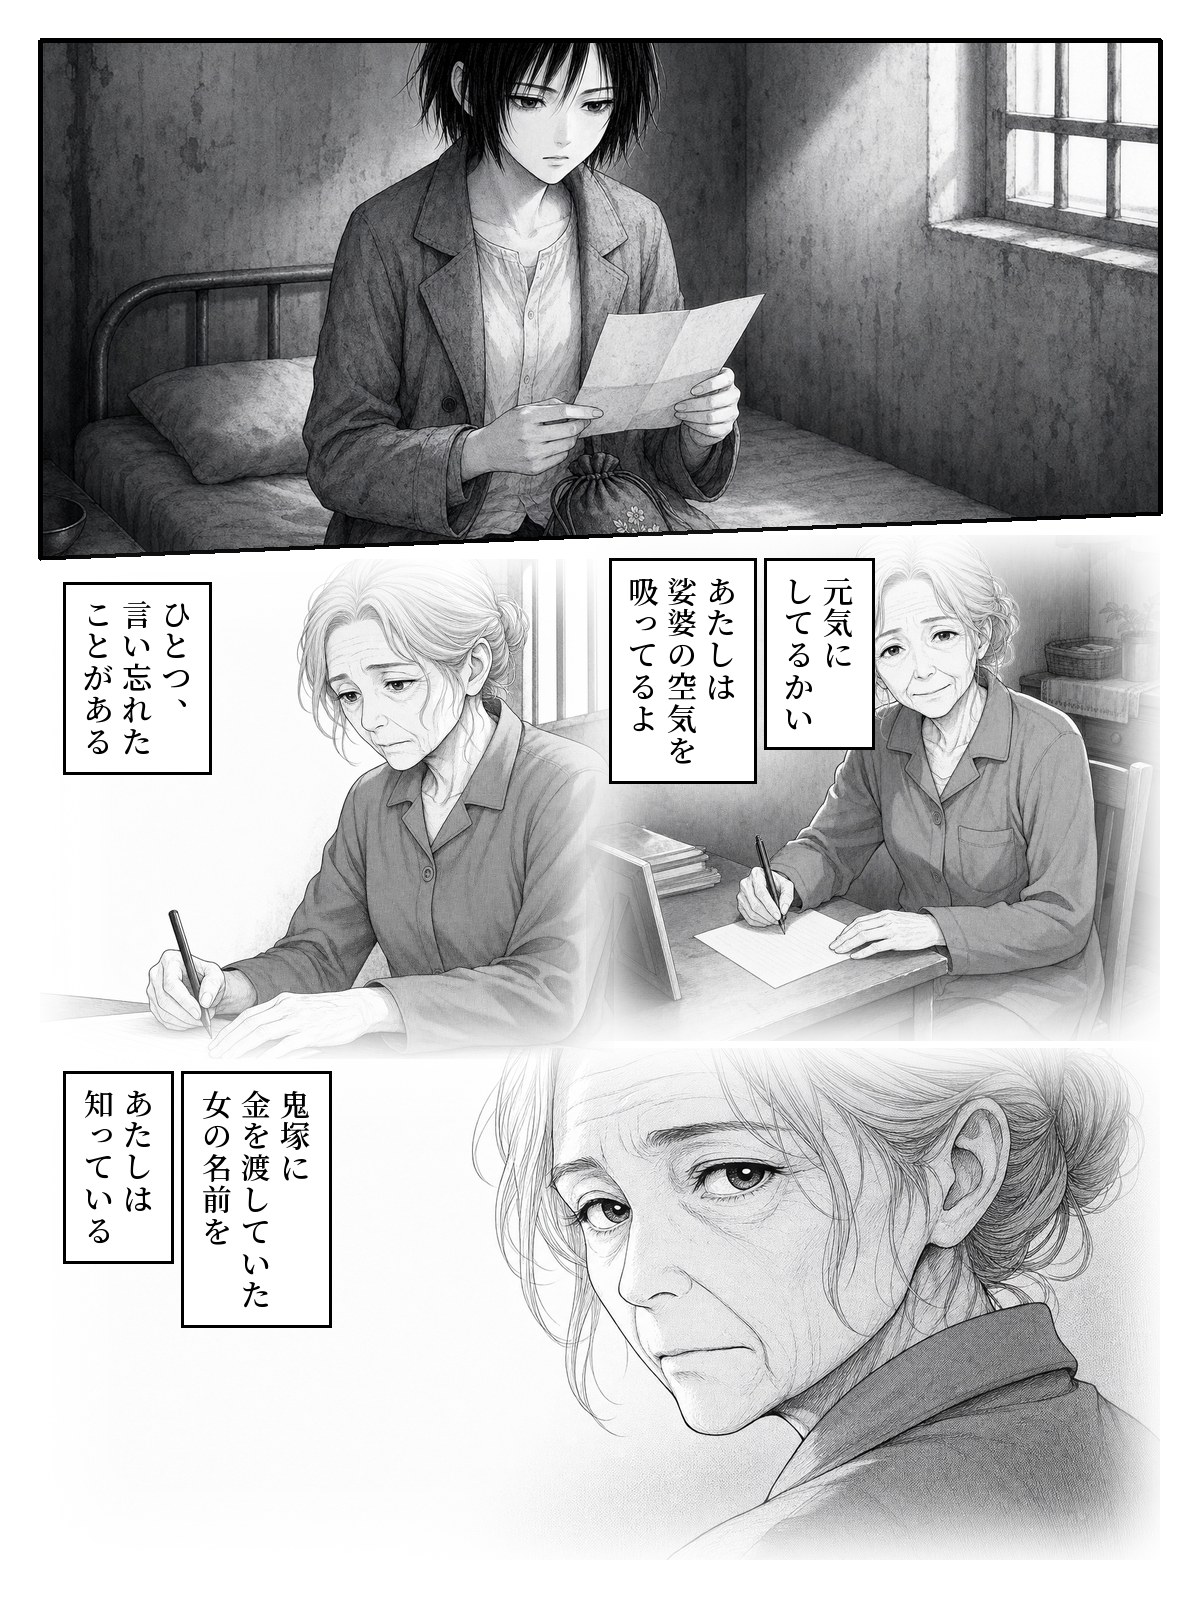 元気に
してるかい
あたしは
娑婆の空気を
吸ってるよ
ひとつ、
言い忘れた
ことがある
鬼塚に
金を渡していた
女の名前を
あたしは
知っている